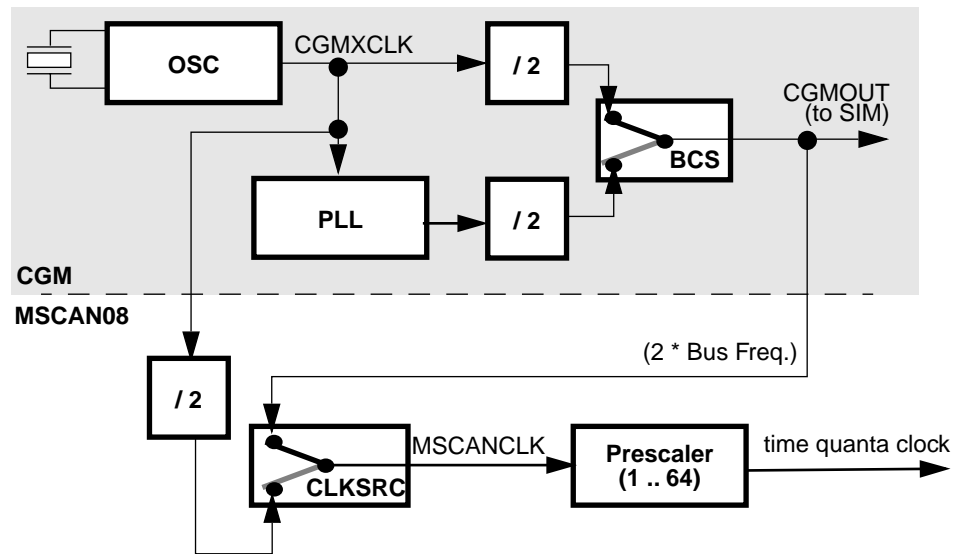 CGMXCLK
OSC
/ 2
CGMOUT
(to SIM)
BCS
PLL
/ 2
CGM
MSCAN08
(2 * Bus Freq.)
/ 2
MSCANCLK
CLKSRC
Prescaler
(1 .. 64)
time quanta clock